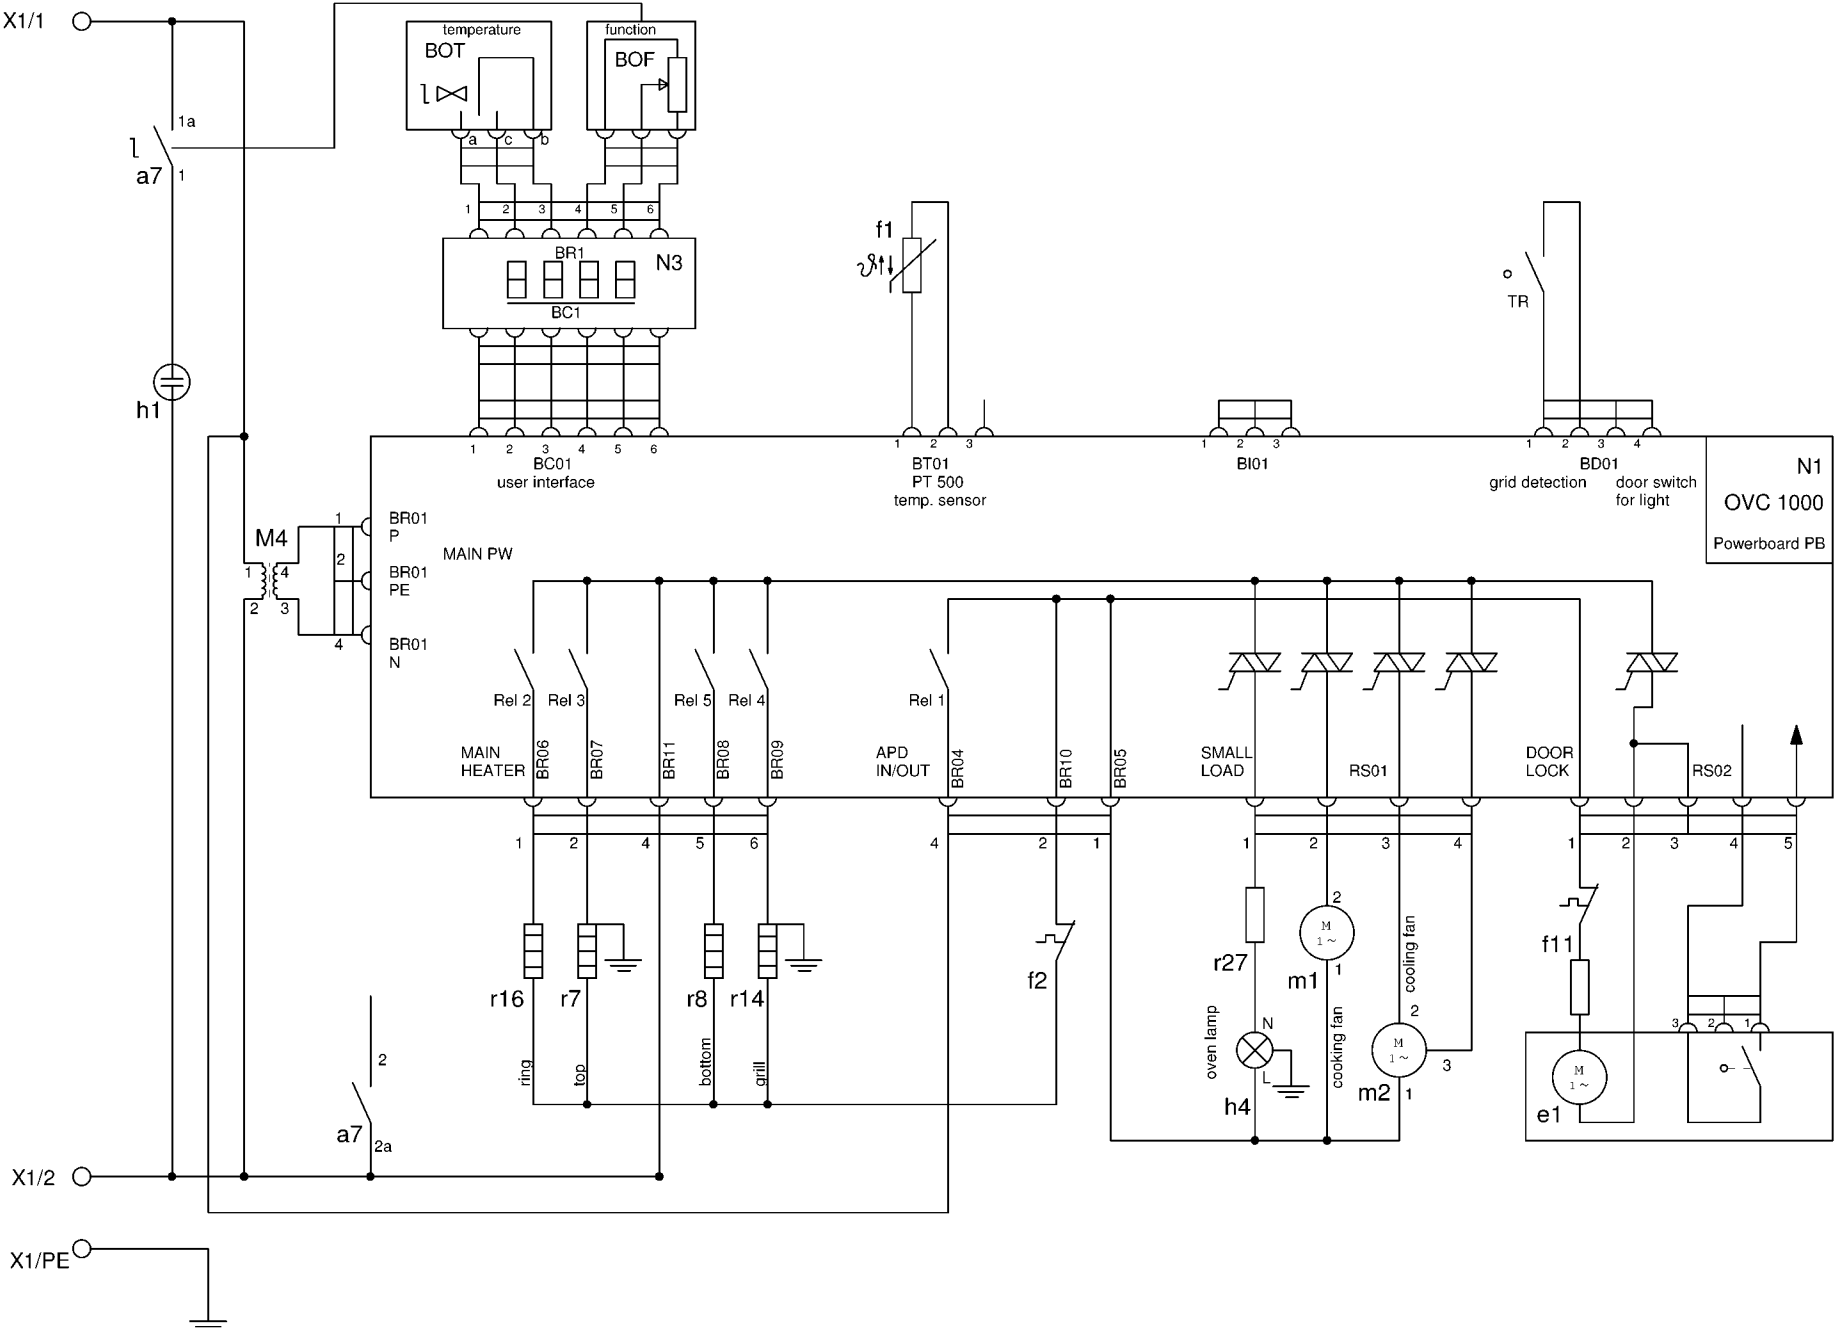 X1/1
temperature
function
BOT
BOF
l
1a
l
a7
1
a
c
b
1
2
3
4
5
6
BR1
N3
BC1
f1
ϑ
TR
h1
1
2
3
4
5
6
BC01
user interface
1
2
3
BT01
PT 500
temp. sensor
1
2
3
BI01
1
2
3
4
BD01
grid detection
door switch
for light
N1
OVC 1000
Powerboard PB
M4
1
4
2
3
1
BR01
P
2
BR01
PE
4
BR01
N
MAIN PW
Rel 2
Rel 3
Rel 5
Rel 4
Rel 1
MAIN
HEATER
BR06
BR07
BR11
BR08
BR09
APD
IN/OUT
BR04
BR10
BR05
SMALL
LOAD
RS01
DOOR
LOCK
RS02
1
2
4
5
6
4
2
1
1
2
3
4
1
2
3
4
5
r16
r7
r8
r14
f2
r27
M
1~
2
m1
1
cooling fan
f11
ring
top
bottom
grill
oven lamp
N
L
h4
cooking fan
M
1~
2
3
m2
1
3
2
1
M
1~
e1
2
a7
2a
X1/2
X1/PE